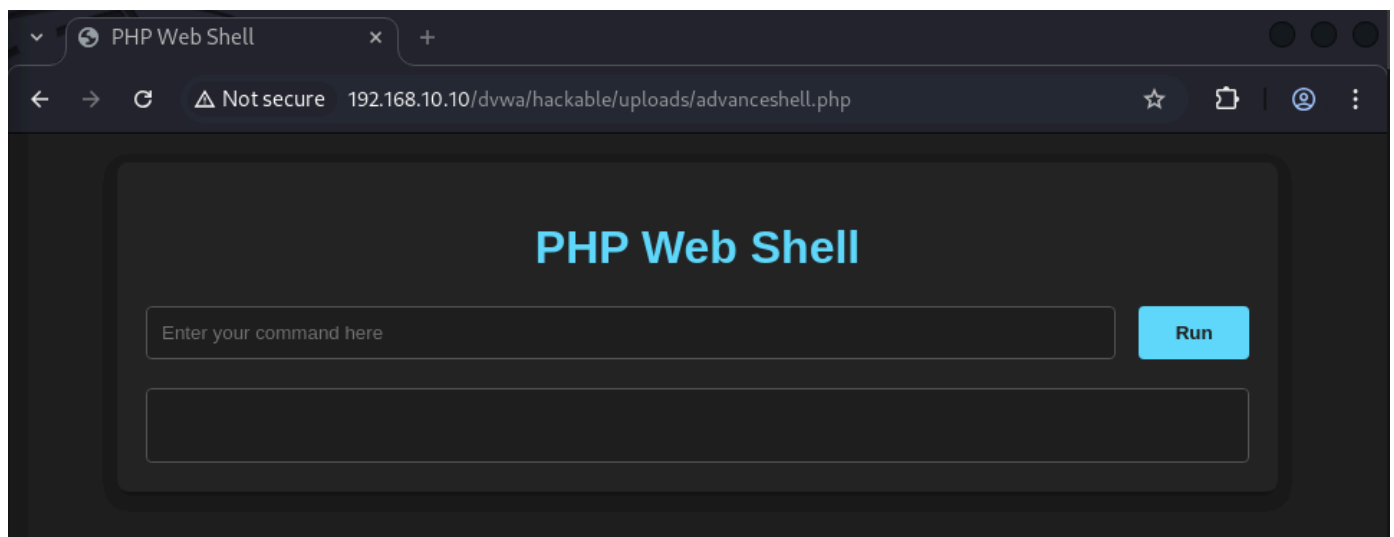 PHP Web Shell
Not secure 192.168.10.10/dvwa/hackable/uploads/advanceshell.php
PHP Web Shell
Enter your command here
Run